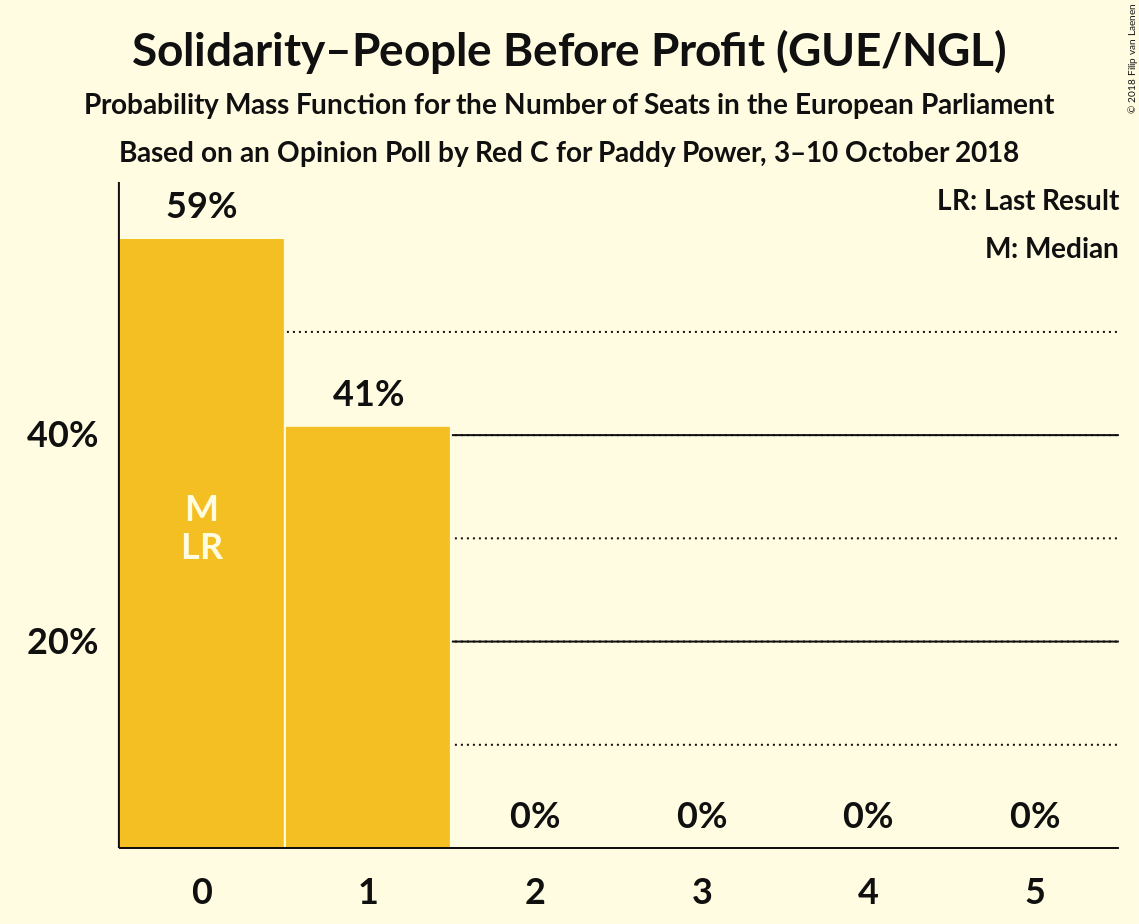 Solidarity–People Before Profit (GUE/NGL)
Probability Mass Function for the Number of Seats in the European Parliament
Based on an Opinion Poll by Red C for Paddy Power, 3–10 October 2018
© 2018 Filip van Laenen
LR: Last Result
M: Median
59%
41%
40%
M
LR
20%
0% 0% 0% 0%
0 1 2 3 4 5